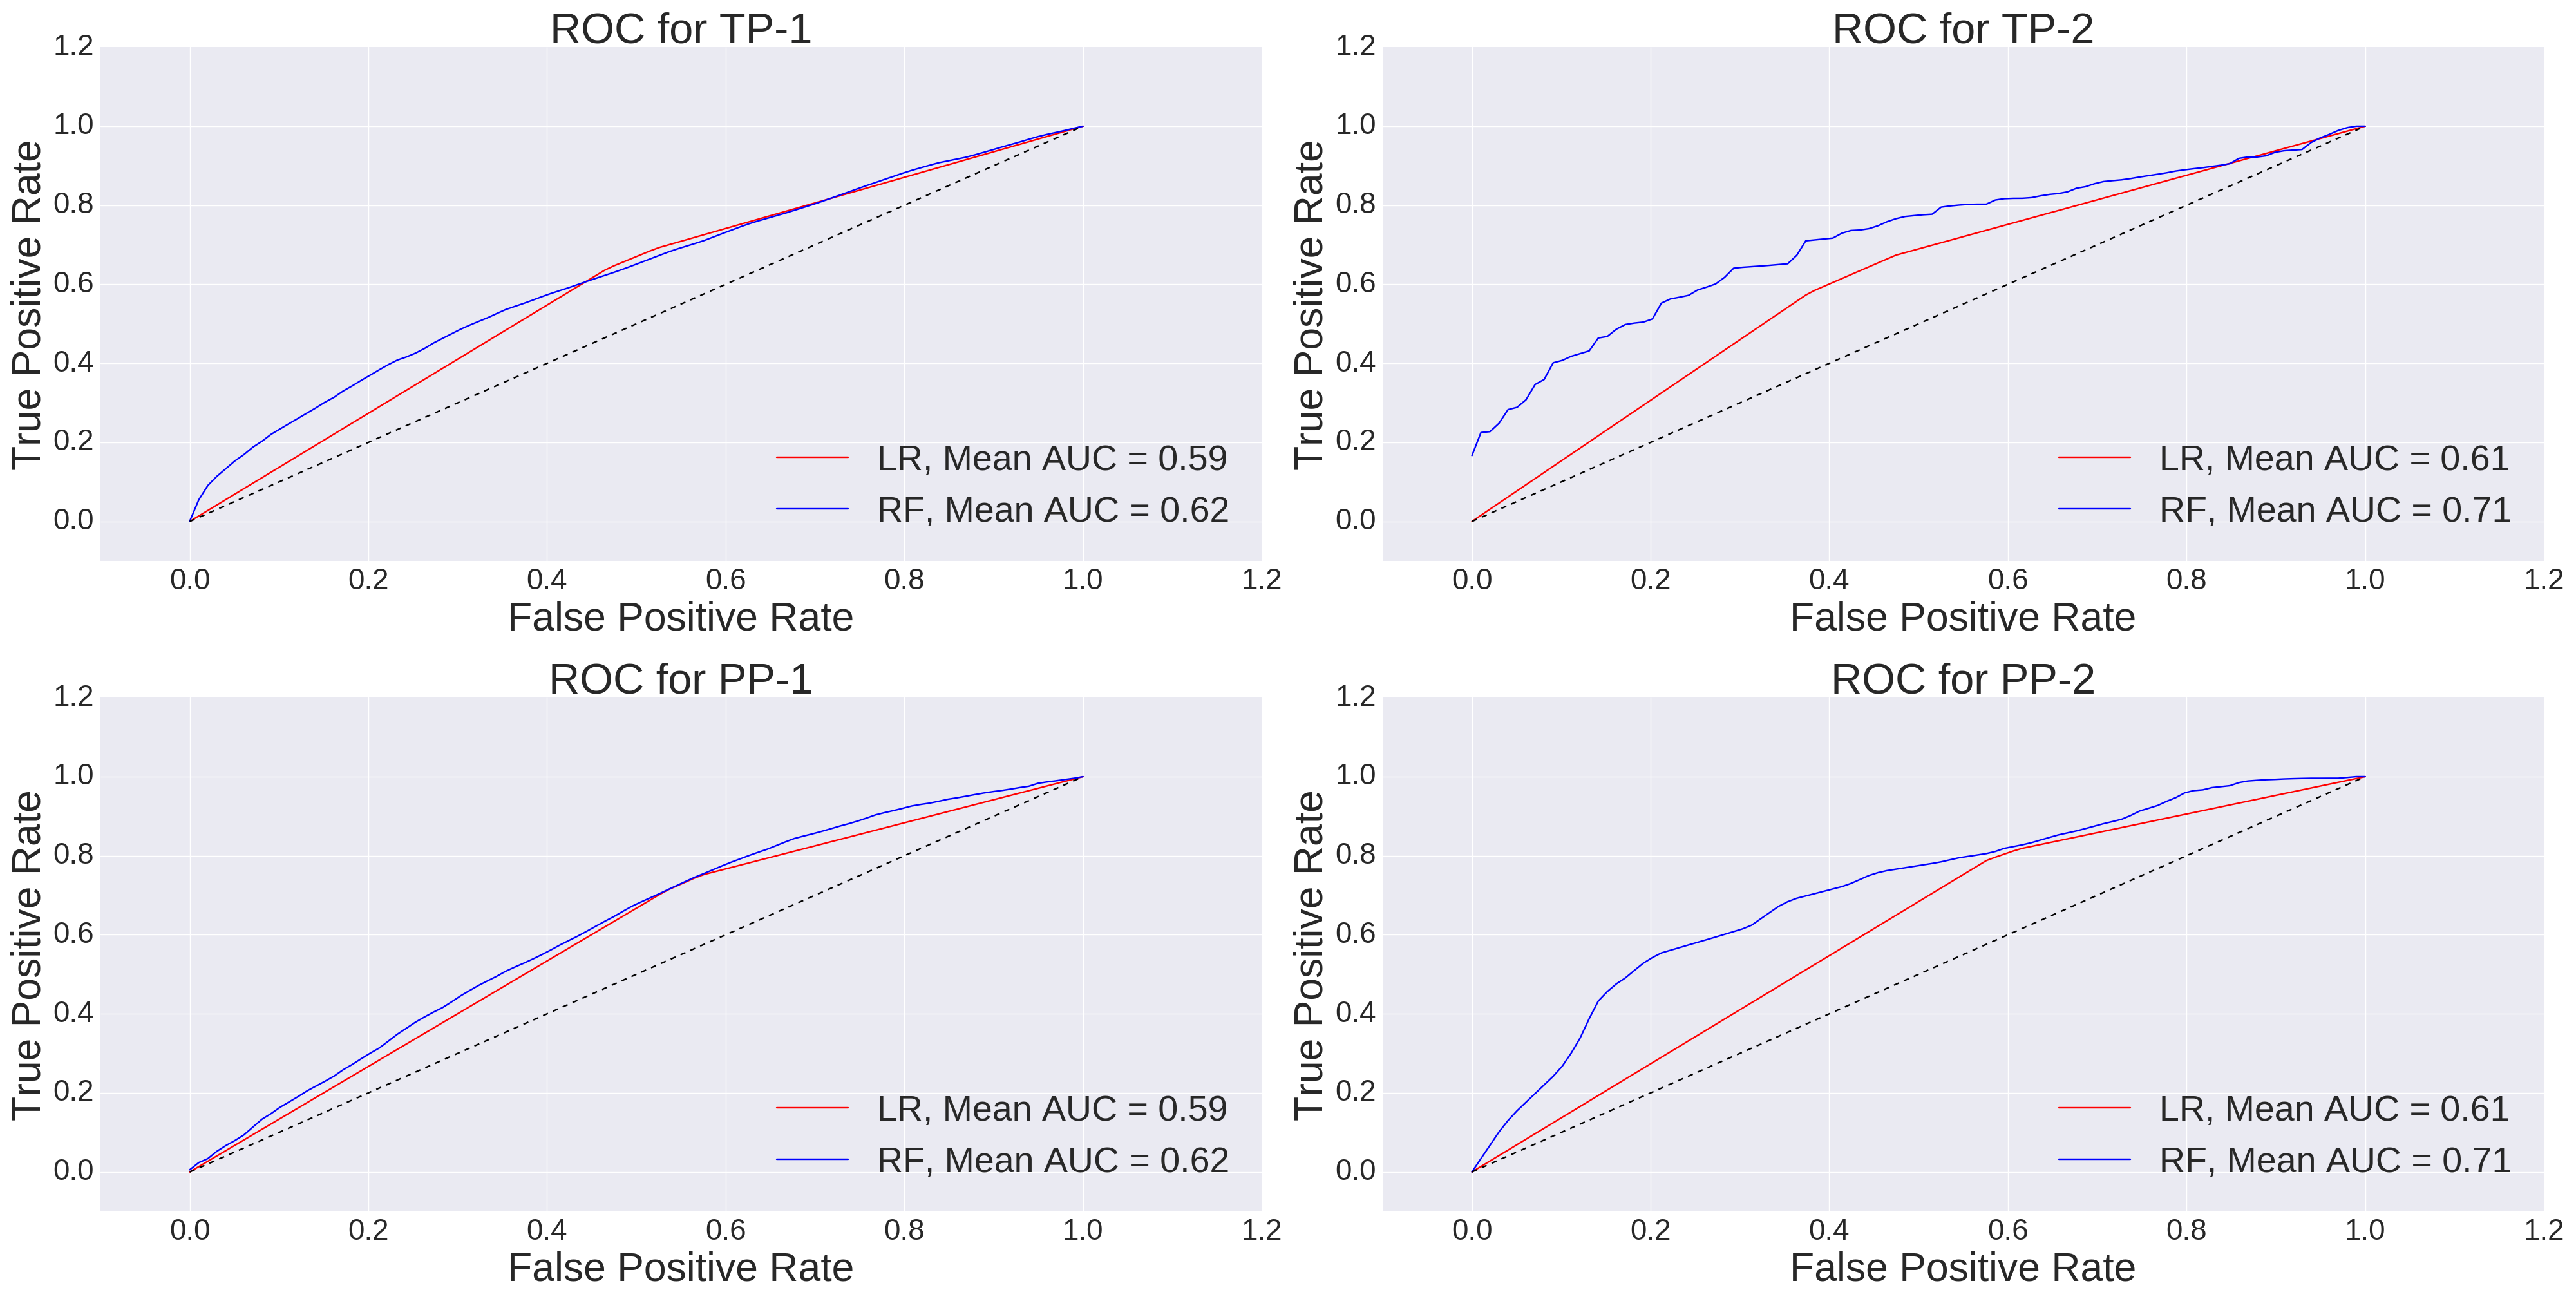 ROC for TP-1
1.2
1.0
0.8
0.6
0.4
0.2
0.0
True Positive Rate
LR, Mean AUC = 0.59
RF, Mean AUC = 0.62
0.0 0.2 0.4 0.6 0.8 1.0 1.2
False Positive Rate
ROC for TP-2
1.2
1.0
0.8
0.6
0.4
0.2
0.0
True Positive Rate
LR, Mean AUC = 0.61
RF, Mean AUC = 0.71
0.0 0.2 0.4 0.6 0.8 1.0 1.2
False Positive Rate
ROC for PP-1
1.2
1.0
0.8
0.6
0.4
0.2
0.0
True Positive Rate
LR, Mean AUC = 0.59
RF, Mean AUC = 0.62
0.0 0.2 0.4 0.6 0.8 1.0 1.2
False Positive Rate
ROC for PP-2
1.2
1.0
0.8
0.6
0.4
0.2
0.0
True Positive Rate
LR, Mean AUC = 0.61
RF, Mean AUC = 0.71
0.0 0.2 0.4 0.6 0.8 1.0 1.2
False Positive Rate